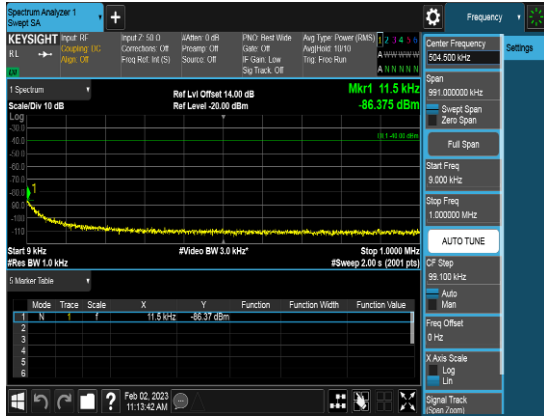 Spectrum Analyzer 1
Swept SA
Frequency
KEYSIGHT Input: RF Input Z: 50 Ω #Atten: 0 dB PNO: Best Wide Avg Type: Power (RMS) 1 2 3 4 5 6
RL Coupling: DC Corrections: Off Preamp: Off Gate: Off Avg|Hold: 10/10 A W W W W W
Align: Off Freq Ref: Int (S) Source: Off IF Gain: Low Trig: Free Run
Sig Track: Off A N N N N N
1 Spectrum
Scale/Div 10 dB
Ref Lvl Offset 14.00 dB
Ref Level -20.00 dBm
Mkr1 11.5 kHz
-86.375 dBm
Log
-30.0
-40.0
DL1 -40.00 dBm
-50.0
-60.0
-70.0
-80.0
1
-90.0
-100
-110
Start 9 kHz #Video BW 3.0 kHz* Stop 1.0000 MHz
#Res BW 1.0 kHz #Sweep 2.00 s (2001 pts)
5 Marker Table
Mode Trace Scale X Y Function Function Width Function Value
1 N 1 f 11.5 kHz -86.37 dBm
2
3
4
5
6
Feb 02, 2023
11:13:42 AM
Center Frequency
504.500 kHz
Settings
Span
991.000000 kHz
Swept Span
Zero Span
Full Span
Start Freq
9.000 kHz
Stop Freq
1.000000 MHz
AUTO TUNE
CF Step
99.100 kHz
Auto
Man
Freq Offset
0 Hz
X Axis Scale
Log
Lin
Signal Track
(Span Zoom)